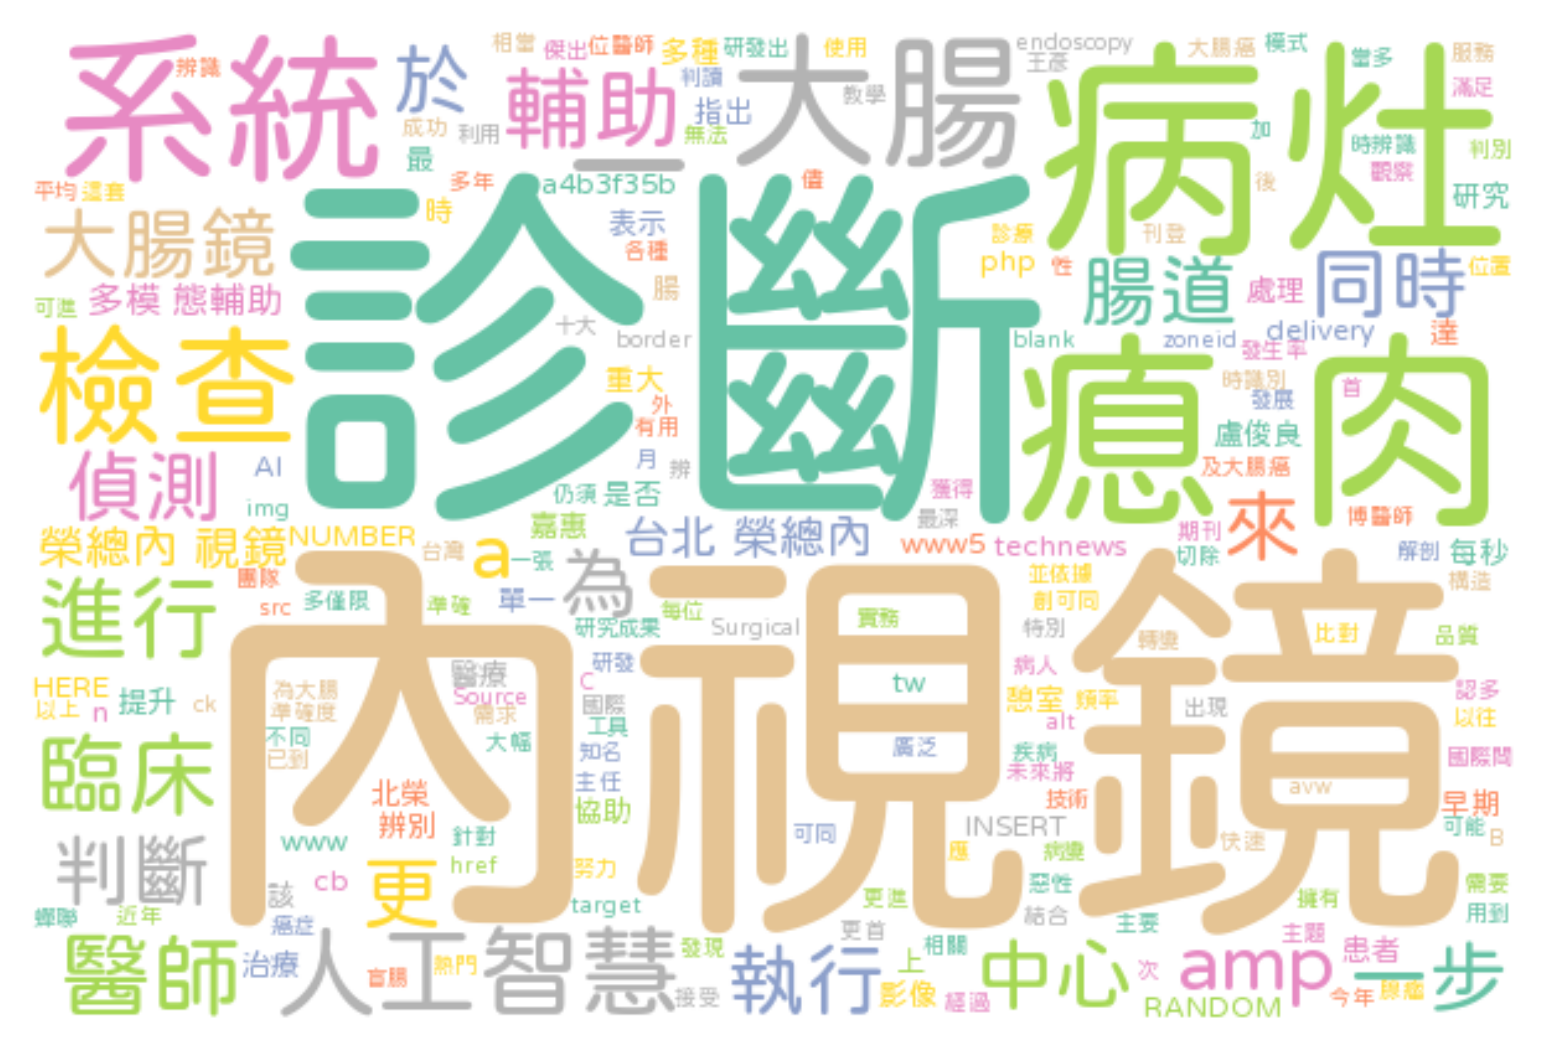 系統
辨識
於
相當
傑出
位醫師
多種
研發出
使用
endoscopy
王彥
大腸癌
模式
當多
服務
滿足
輔助
判讀
指出
無法
大腸
教學
病灶
加
時辨識
觀察
判別
成功
利用
最
一
平均
這套
多年
a4b3f35b
儘
後
研究
大腸鏡
時
表示
各種
診斷
診療
刊登
php
性
腸道
處理
同時
位置
可進
多模
態輔助
腸
十大
border
blank
zoneid
delivery
發生率
達
檢查
重大
外
有用
瘜肉
時識別
發展
首
盧俊良
偵測
AI
img
月
辨
仍須
是否
獲得
最深
及大腸癌
來
期刊
切除
博醫師
解剖
每秒
榮總內
視鏡
NUMBER
台灣
a
一張
嘉惠
台北
榮總內
www5
technews
進行
團隊
src
多僅限
準確
單一
為
每位
研究成果
Surgical
實務
並依據
創可同
特別
轉變
比對
構造
品質
內視鏡
HERE
以上
n
提升
ck
為大腸
準確度
不同
已到
醫療
Source
需求
大幅
研發
C
國際
工具
知名
主任
協助
tw
廣泛
病人
憩室
頻率
alt
疾病
未來將
技術
出現
認多
以往
國際間
avw
早期
可能
B
臨床
北榮
辨別
www
針對
href
可同
INSERT
應
病變
快速
判斷
該
cb
更
努力
target
更進
更首
惡性
結合
主要
擁有
需要
用到
蟬聯
近年
癌症
醫師
治療
人工智慧
盲腸
熱門
發現
接受
執行
上
影像
相關
經過
中心
次
amp
RANDOM
主題
患者
今年
腺瘤
一步